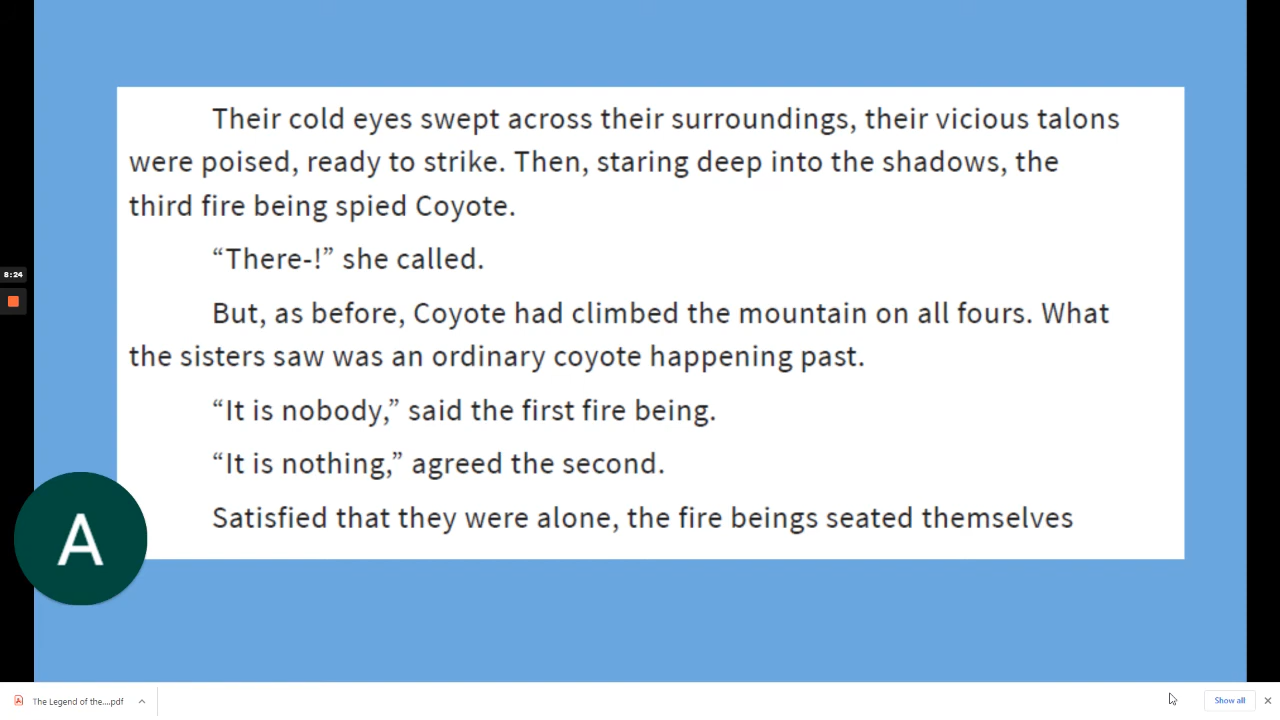 Their cold eyes swept across their surroundings, their vicious talons
were poised, ready to strike. Then, staring deep into the shadows, the
third fire being spied Coyote.
“There-!” she called.
But, as before, Coyote had climbed the mountain on all fours. What
the sisters saw was an ordinary coyote happening past.
“It is nobody,” said the first fire being.
“It is nothing,” agreed the second.
Satisfied that they were alone, the fire beings seated themselves
8:24
A
The Legend of the....pdf
Show all